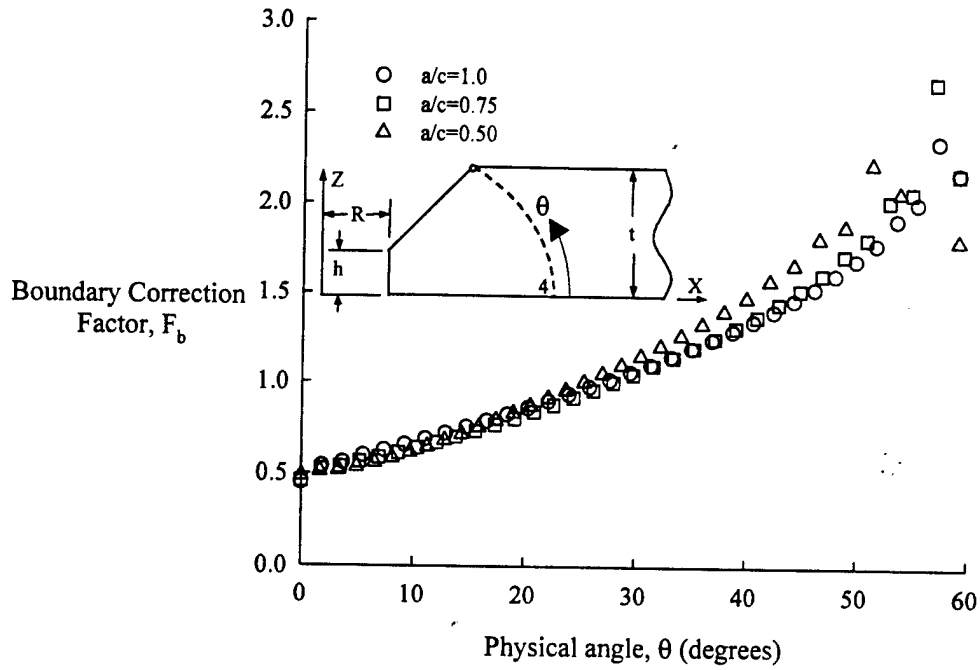 3.0
a/c=1.0
a/c=0.75
a/c=0.50
2.5
2.0
1.5
1.0
0.5
0.0
Z
R
h
θ
t
4
X
Boundary Correction
Factor, F_b
0 10 20 30 40 50 60
Physical angle, θ (degrees)